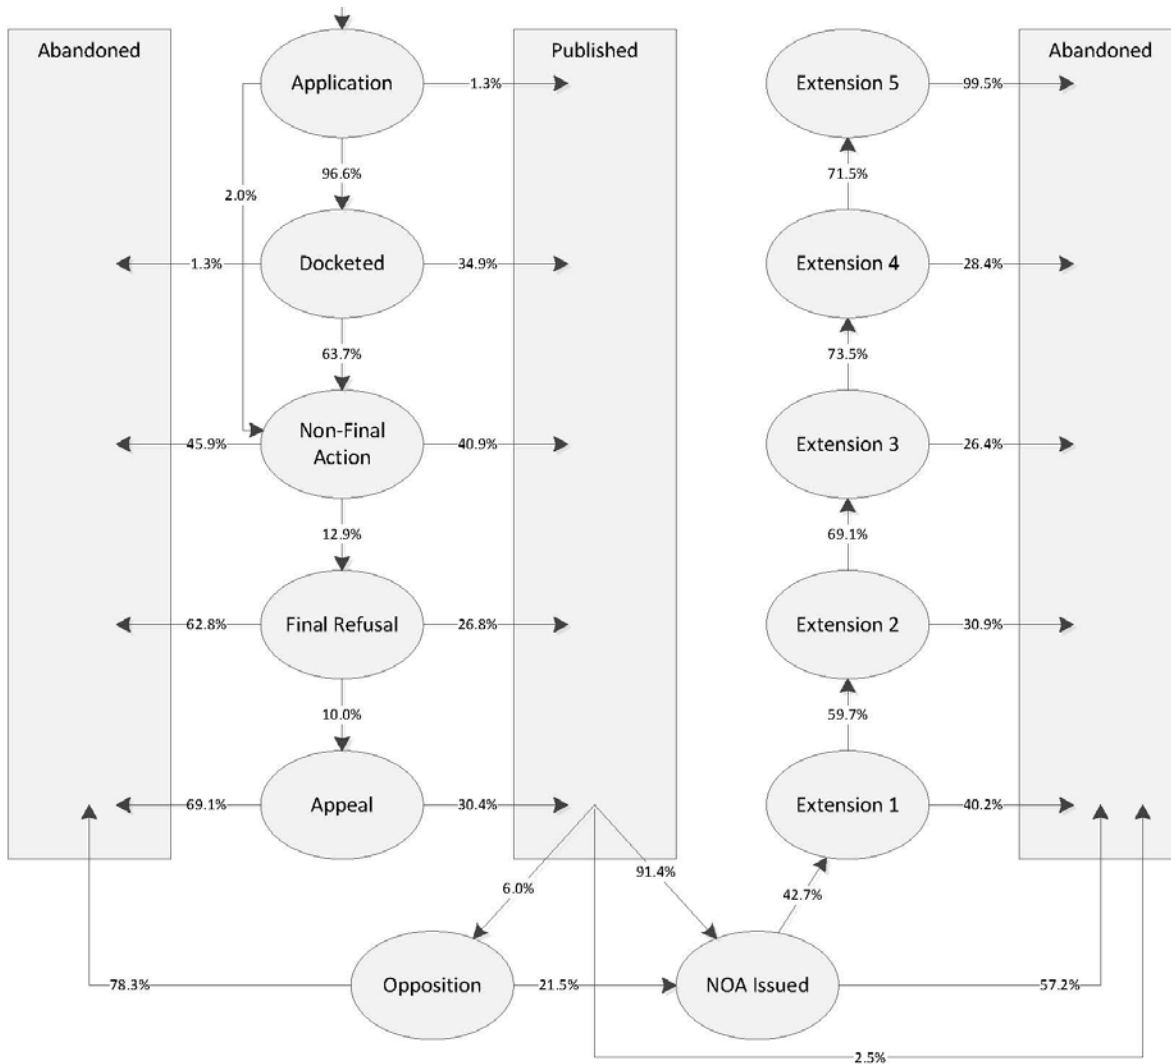 Abandoned
Published
Abandoned
Application
1.3%
Extension 5
99.5%
96.6%
71.5%
2.0%
1.3%
Docketed
34.9%
Extension 4
28.4%
63.7%
73.5%
45.9%
Non-Final
Action
40.9%
Extension 3
26.4%
12.9%
69.1%
62.8%
Final Refusal
26.8%
Extension 2
30.9%
10.0%
59.7%
69.1%
Appeal
30.4%
Extension 1
40.2%
6.0%
91.4%
42.7%
78.3%
Opposition
21.5%
NOA Issued
57.2%
2.5%